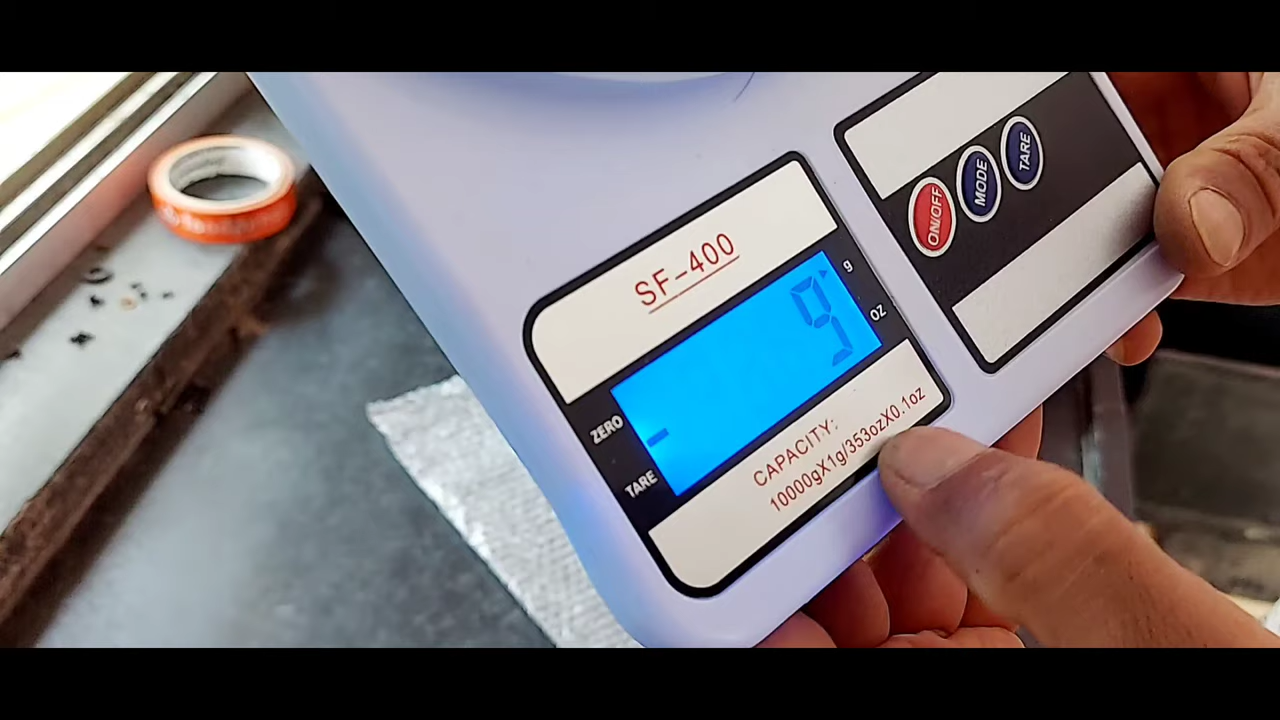 SF-400
g
oz
ZERO
TARE
9
CAPACITY:
10000gX1g/353ozX0.1oz
ON/OFF
MODE
TARE